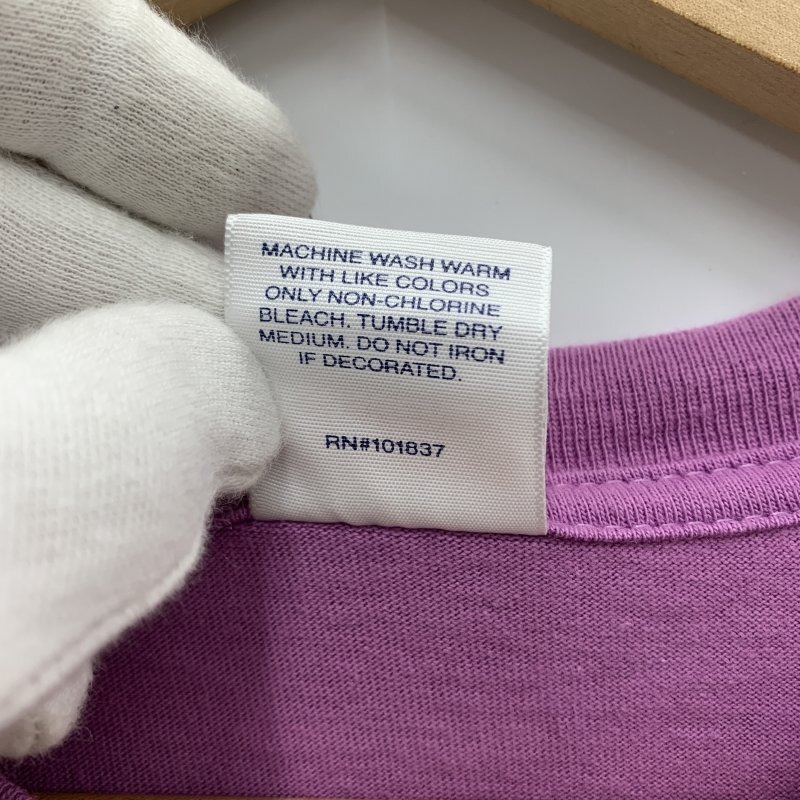 MACHINE WASH WARM
WITH LIKE COLORS
ONLY NON-CHLORINE
BLEACH. TUMBLE DRY
MEDIUM. DO NOT IRON
IF DECORATED.
RN#101837